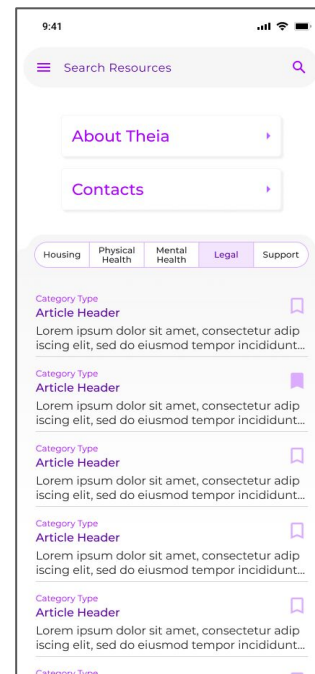 9:41
Search Resources
About Theia
Contacts
Housing
Physical
Health
Mental
Health
Legal
Support
Category Type
Article Header
Lorem ipsum dolor sit amet, consectetur adip
iscing elit, sed do eiusmod tempor incididunt...
Category Type
Article Header
Lorem ipsum dolor sit amet, consectetur adip
iscing elit, sed do eiusmod tempor incididunt...
Category Type
Article Header
Lorem ipsum dolor sit amet, consectetur adip
iscing elit, sed do eiusmod tempor incididunt...
Category Type
Article Header
Lorem ipsum dolor sit amet, consectetur adip
iscing elit, sed do eiusmod tempor incididunt...
Category Type
Article Header
Lorem ipsum dolor sit amet, consectetur adip
iscing elit, sed do eiusmod tempor incididunt...
Category Type